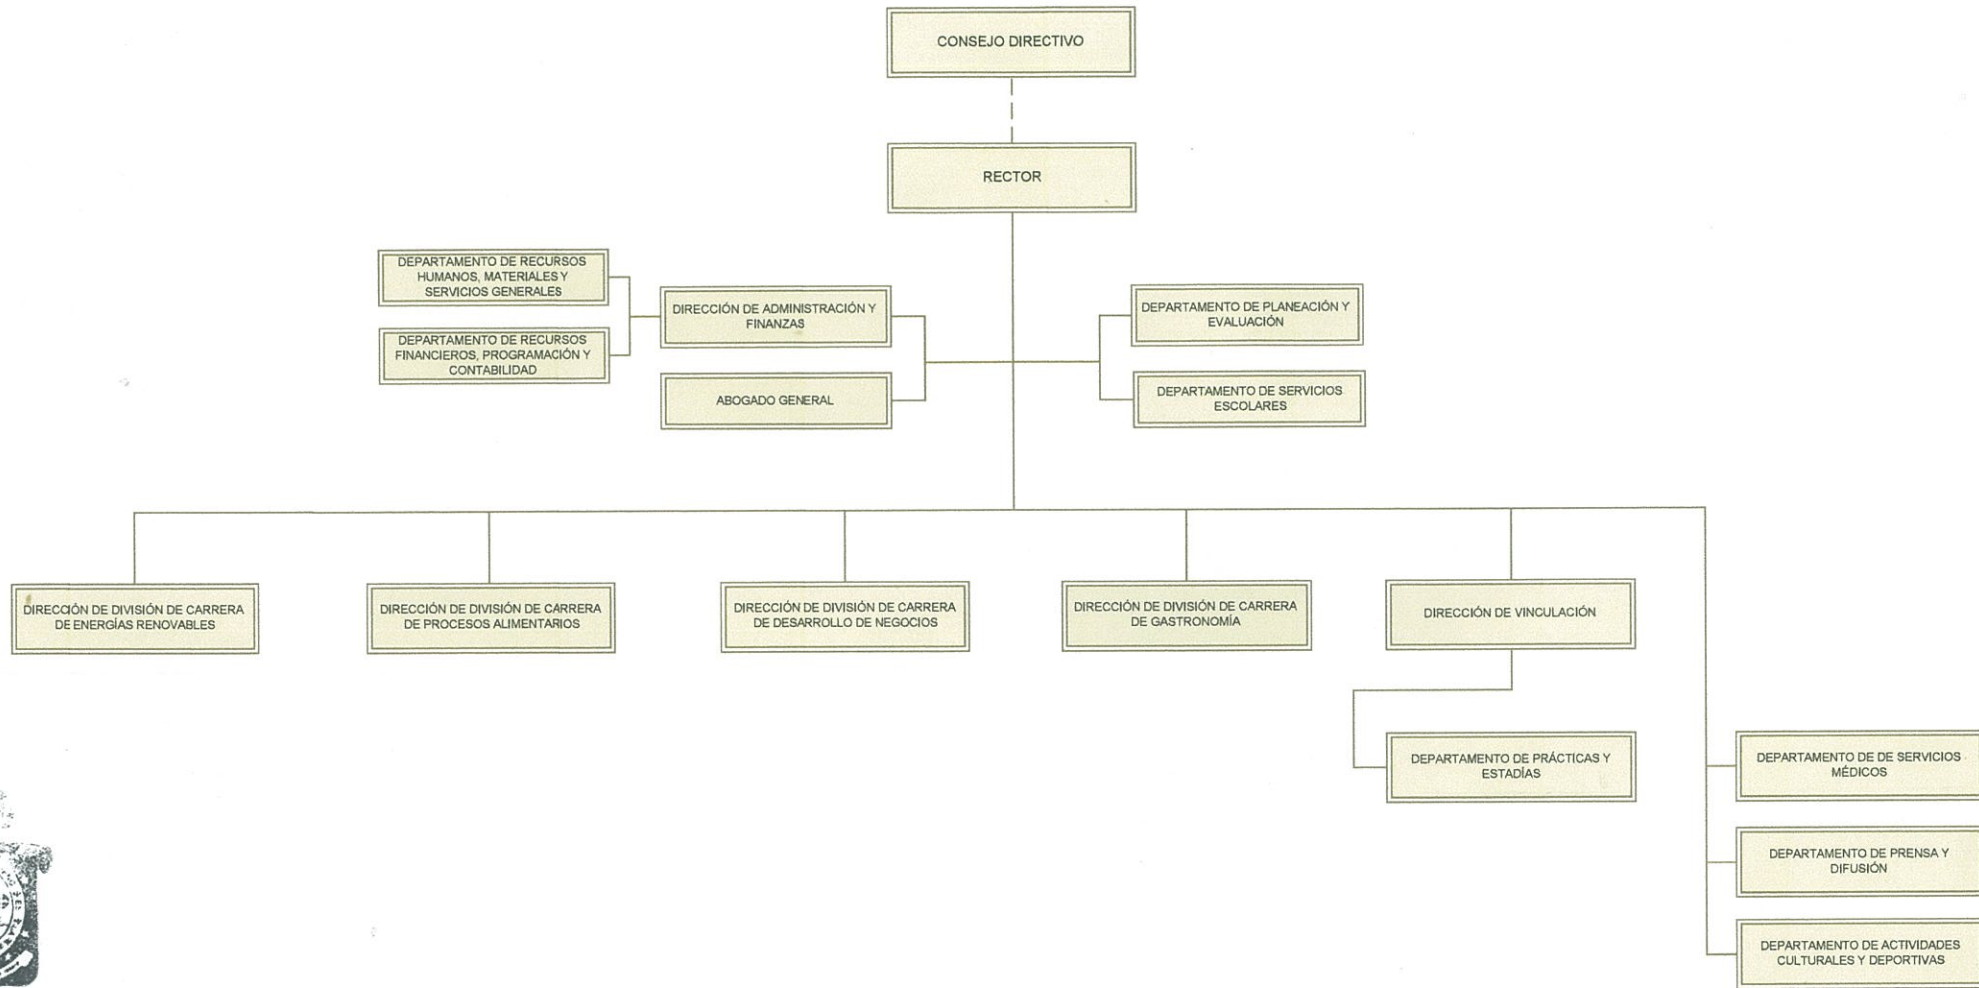 CONSEJO DIRECTIVO
RECTOR
DEPARTAMENTO DE RECURSOS
HUMANOS, MATERIALES Y
SERVICIOS GENERALES
DIRECCIÓN DE ADMINISTRACIÓN Y
FINANZAS
DEPARTAMENTO DE PLANEACIÓN Y
EVALUACIÓN
DEPARTAMENTO DE RECURSOS
FINANCIEROS, PROGRAMACIÓN Y
CONTABILIDAD
ABOGADO GENERAL
DEPARTAMENTO DE SERVICIOS
ESCOLARES
DIRECCIÓN DE DIVISIÓN DE CARRERA
DE ENERGÍAS RENOVABLES
DIRECCIÓN DE DIVISIÓN DE CARRERA
DE PROCESOS ALIMENTARIOS
DIRECCIÓN DE DIVISIÓN DE CARRERA
DE DESARROLLO DE NEGOCIOS
DIRECCIÓN DE DIVISIÓN DE CARRERA
DE GASTRONOMÍA
DIRECCIÓN DE VINCULACIÓN
DEPARTAMENTO DE PRÁCTICAS Y
ESTADÍAS
DEPARTAMENTO DE DE SERVICIOS
MÉDICOS
DEPARTAMENTO DE PRENSA Y
DIFUSIÓN
DEPARTAMENTO DE ACTIVIDADES
CULTURALES Y DEPORTIVAS